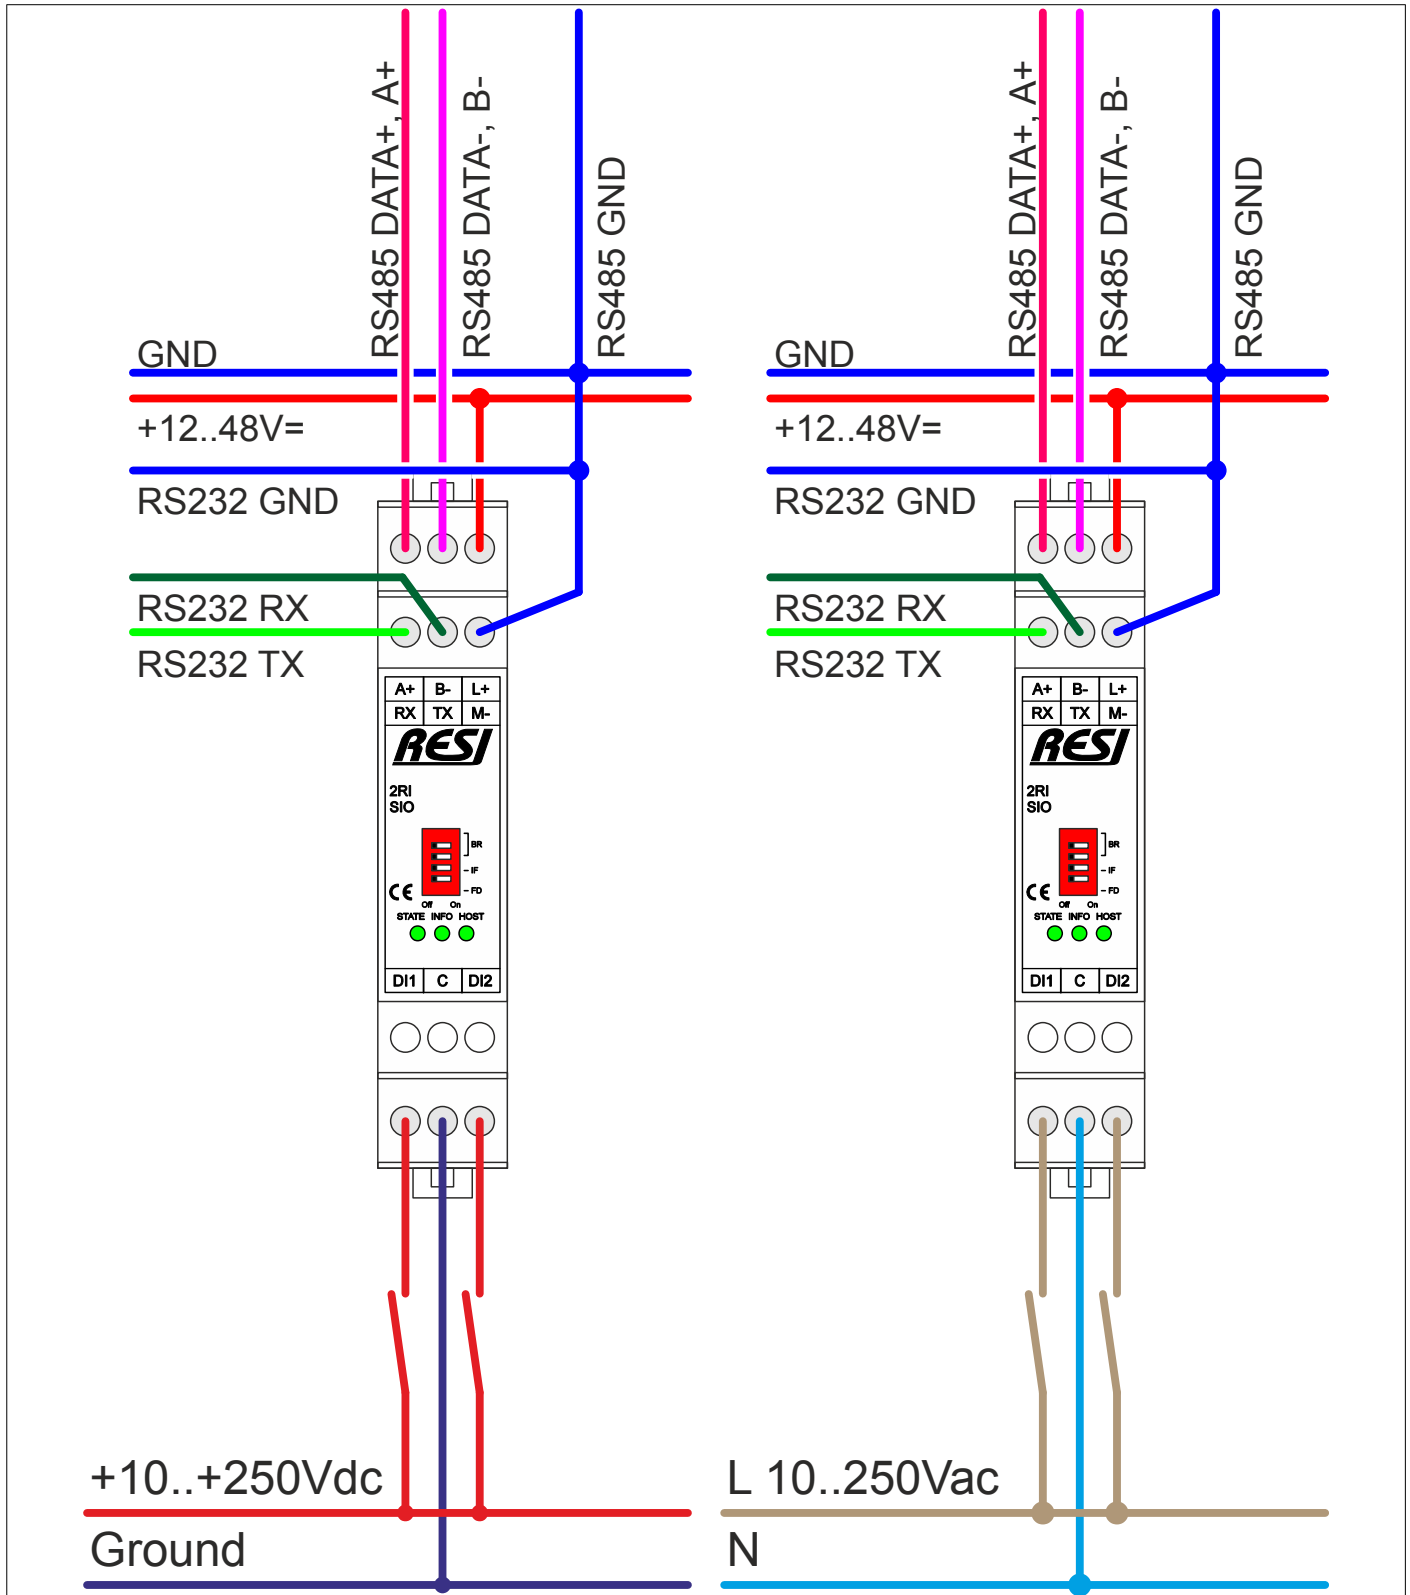 RS485 DATA+, A+
RS485 DATA-, B-
RS485 GND
GND
+12..48V=
RS232 GND
RS232 RX
RS232 TX
A+ B- L+
RX TX M-
RESI
2RI
SIO
BR
IF
FD
CE
Off On
STATE INFO HOST
DI1 C DI2
+10..+250Vdc
Ground
RS485 DATA+, A+
RS485 DATA-, B-
RS485 GND
GND
+12..48V=
RS232 GND
RS232 RX
RS232 TX
A+ B- L+
RX TX M-
RESI
2RI
SIO
BR
IF
FD
CE
Off On
STATE INFO HOST
DI1 C DI2
L 10..250Vac
N